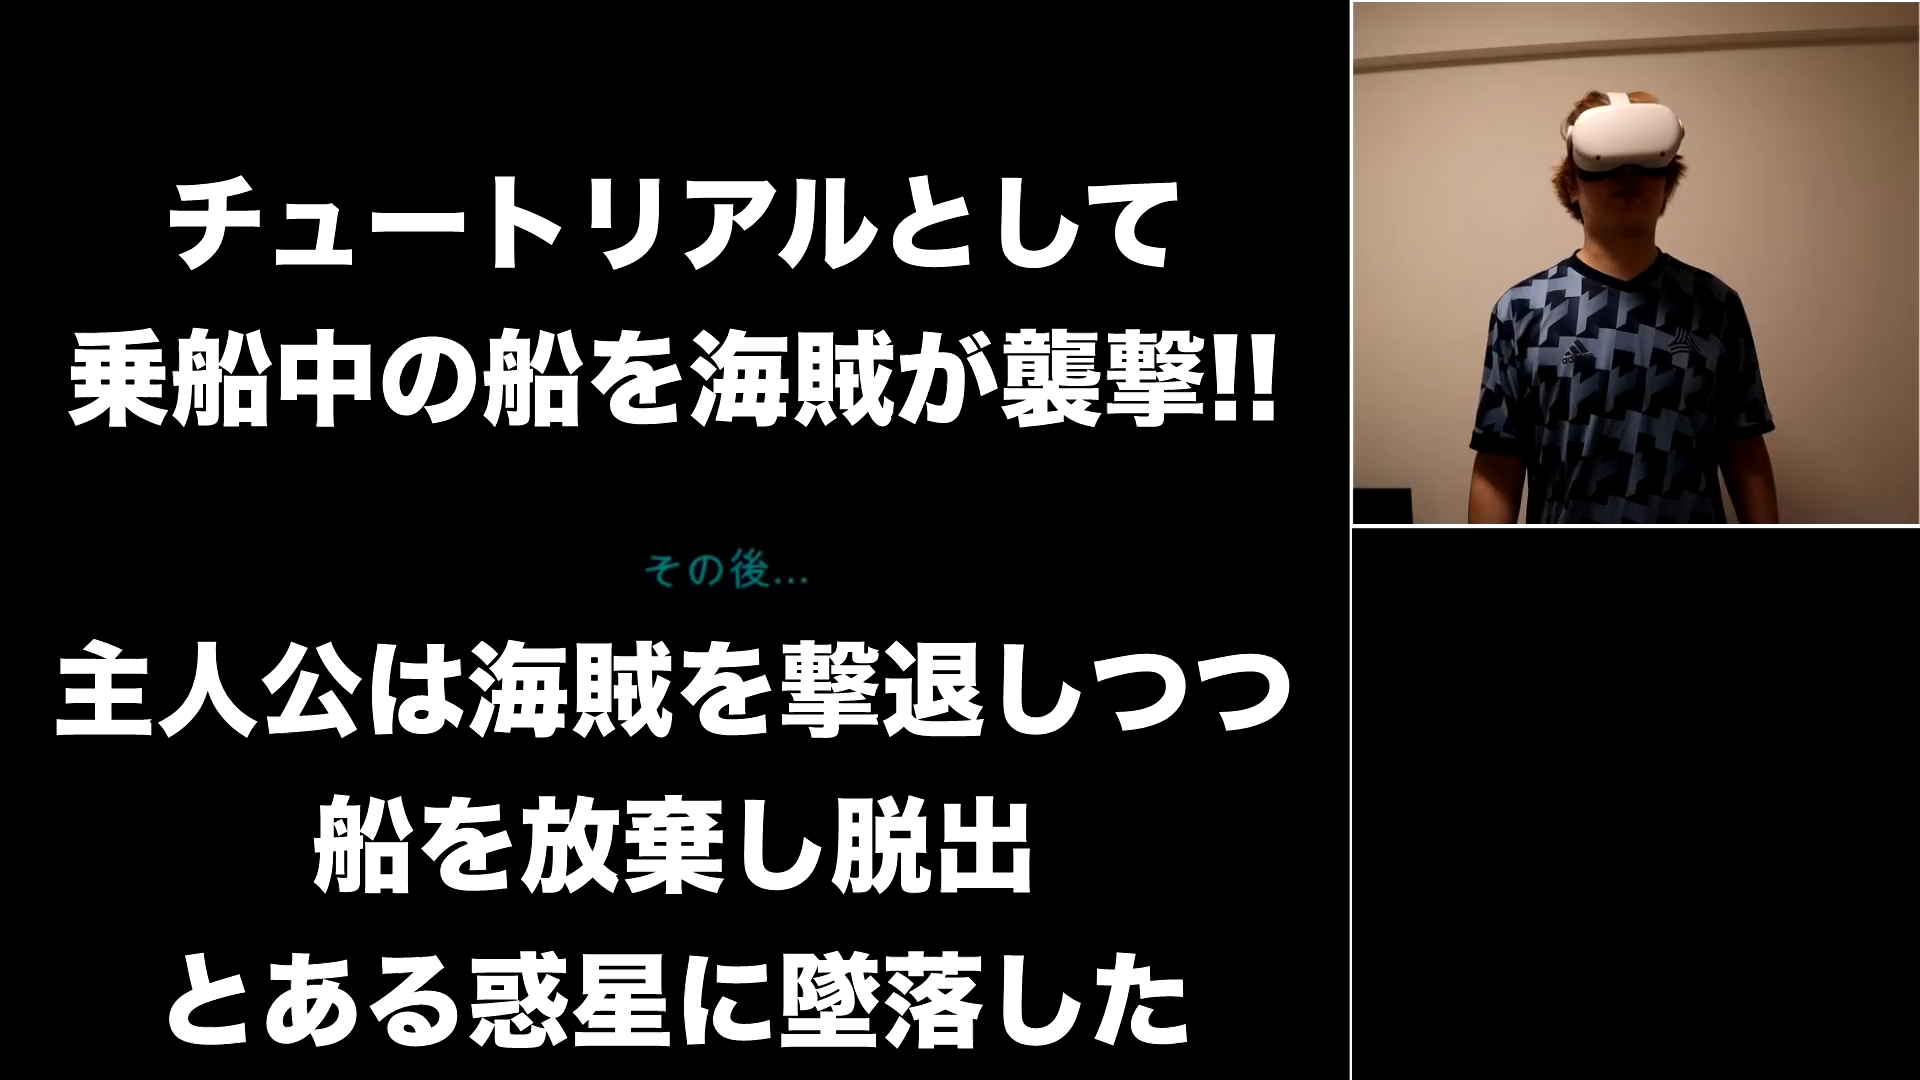 チュートリアルとして
乗船中の船を海賊が襲撃!!
その後...
主人公は海賊を撃退しつつ
船を放棄し脱出
とある惑星に墜落した